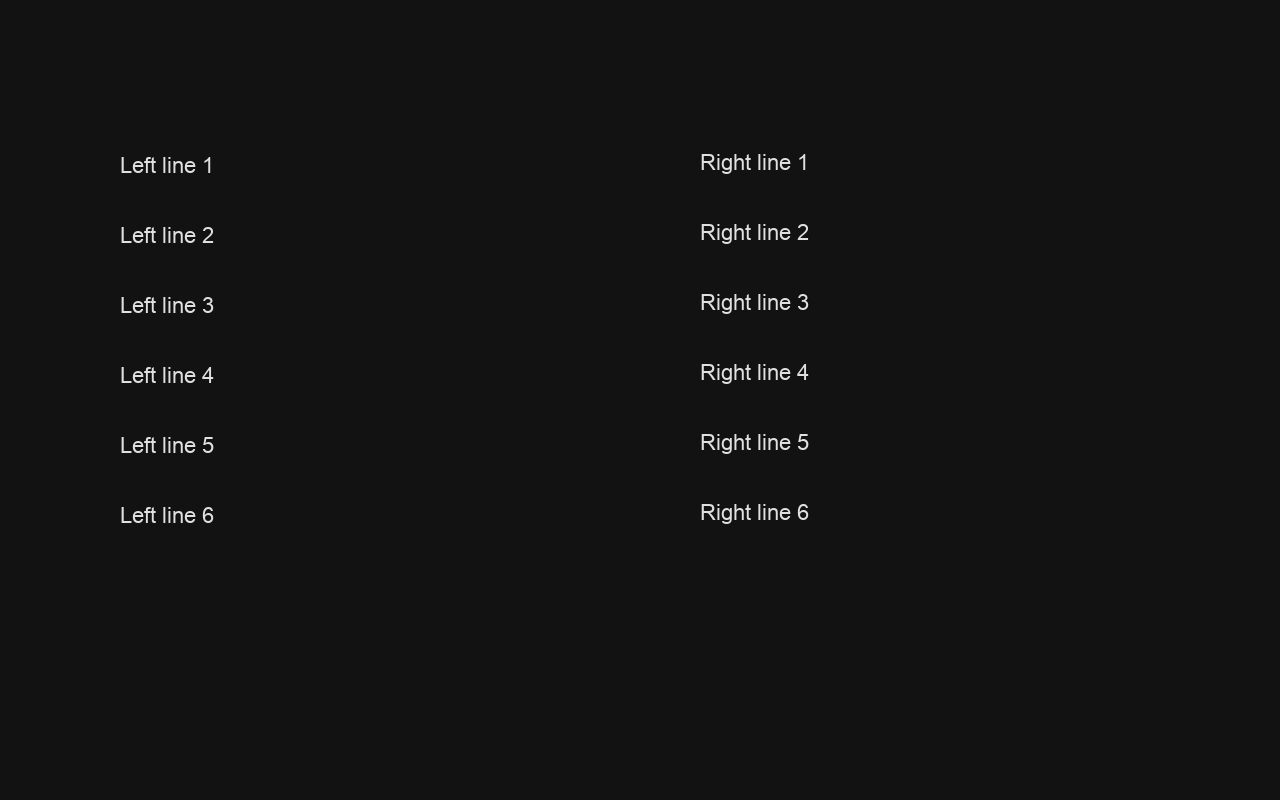 Left line 1
Left line 2
Left line 3
Left line 4
Left line 5
Left line 6
Right line 1
Right line 2
Right line 3
Right line 4
Right line 5
Right line 6